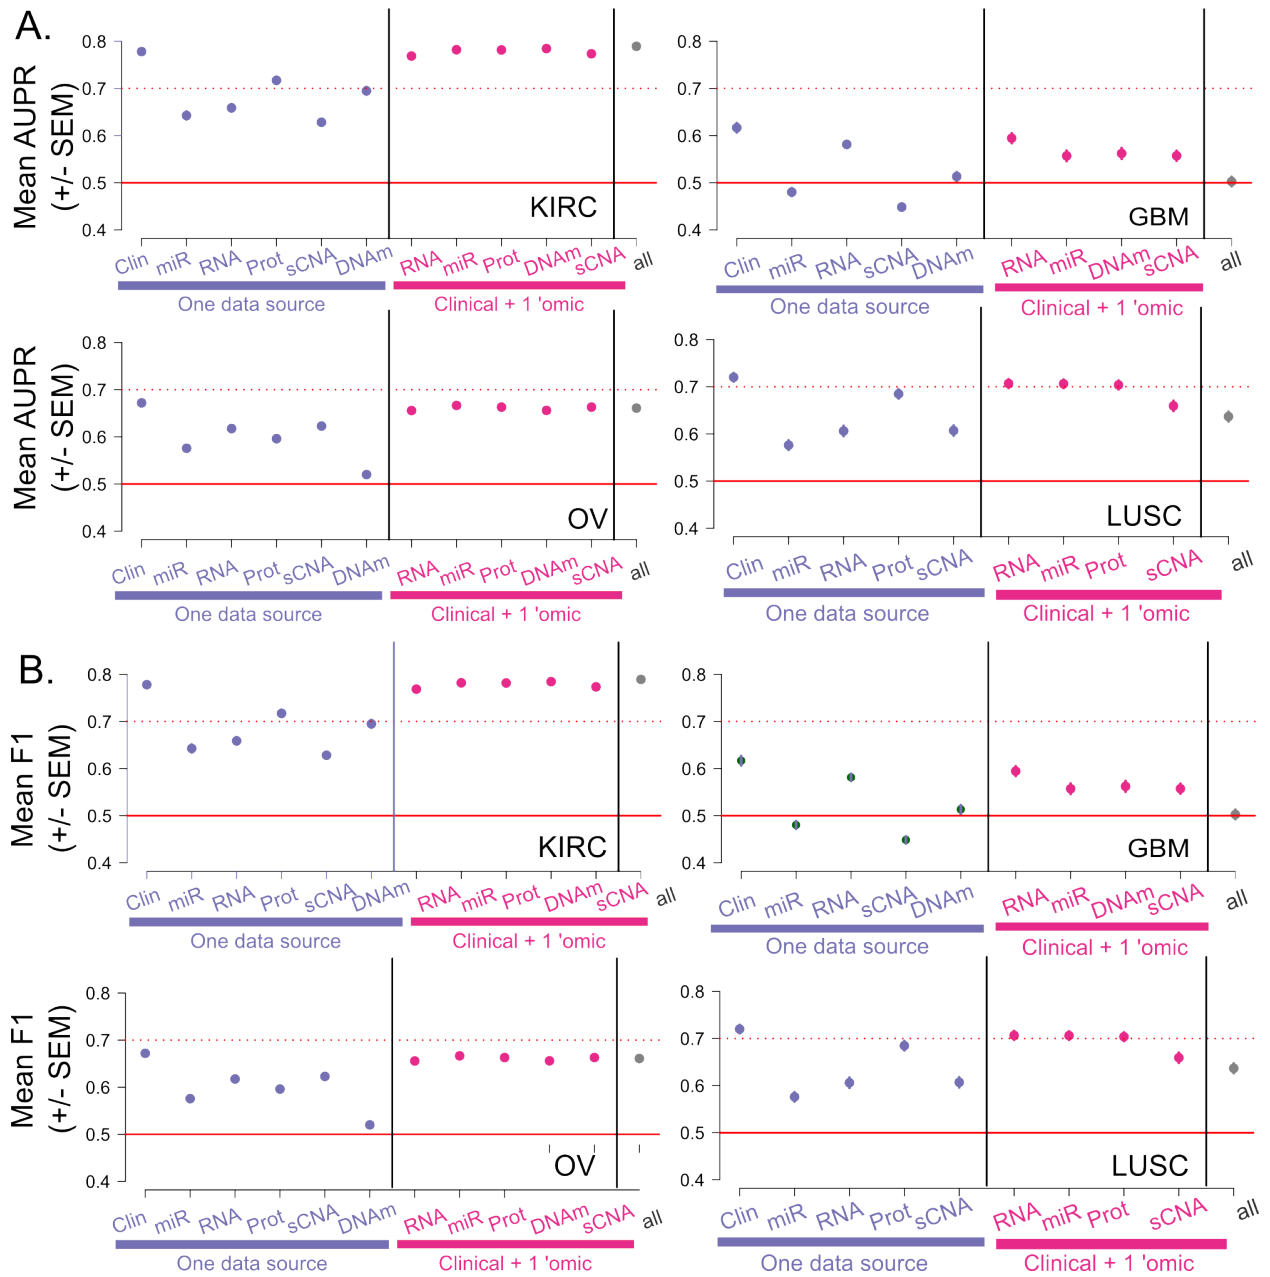 A.
Mean AUPR
(+/- SEM)
0.8
0.7
0.6
0.5
0.4
KIRC
Clin miR RNA Prot sCNA DNAm RNA miR Prot DNAm sCNA all
One data source
Clinical + 1 'omic
0.8
0.7
0.6
0.5
0.4
GBM
Clin miR RNA sCNA DNAm RNA miR DNAm sCNA all
One data source
Clinical + 1 'omic
Mean AUPR
(+/- SEM)
0.8
0.7
0.6
0.5
0.4
OV
Clin miR RNA Prot sCNA DNAm RNA miR Prot DNAm sCNA all
One data source
Clinical + 1 'omic
0.8
0.7
0.6
0.5
0.4
LUSC
Clin miR RNA Prot sCNA RNA miR Prot sCNA all
One data source
Clinical + 1 'omic
B.
Mean F1
(+/- SEM)
0.8
0.7
0.6
0.5
0.4
KIRC
Clin miR RNA Prot sCNA DNAm RNA miR Prot DNAm sCNA all
One data source
Clinical + 1 'omic
0.8
0.7
0.6
0.5
0.4
GBM
Clin miR RNA sCNA DNAm RNA miR DNAm sCNA all
One data source
Clinical + 1 'omic
Mean F1
(+/- SEM)
0.8
0.7
0.6
0.5
0.4
OV
Clin miR RNA Prot sCNA DNAm RNA miR Prot DNAm sCNA all
One data source
Clinical + 1 'omic
0.8
0.7
0.6
0.5
0.4
LUSC
Clin miR RNA Prot sCNA RNA miR Prot sCNA all
One data source
Clinical + 1 'omic